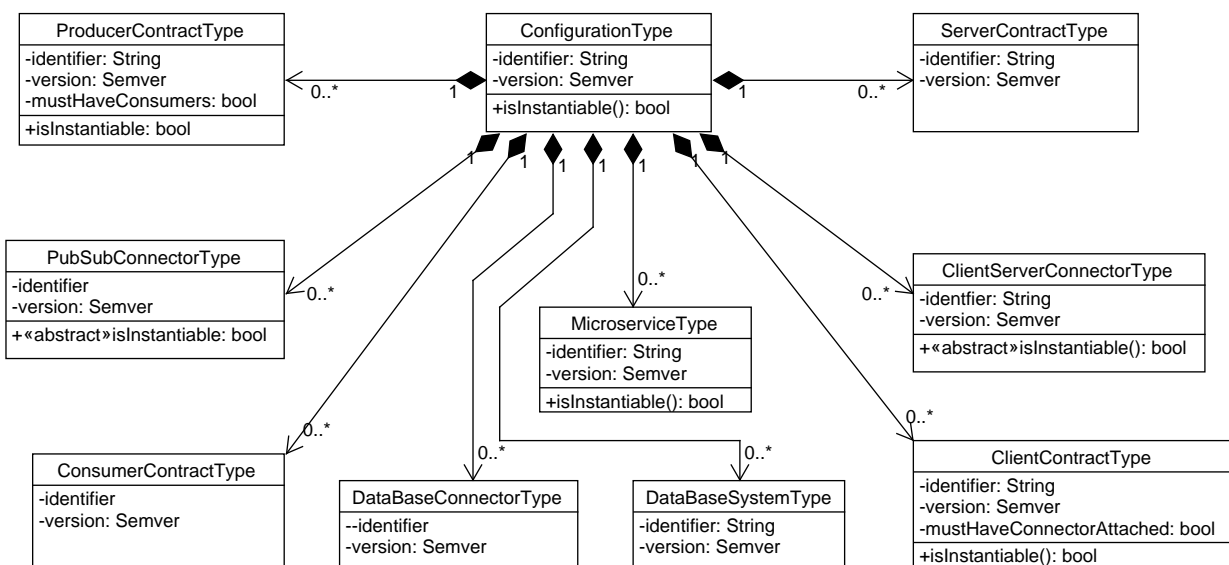 ProducerContractType
-identifier: String
-version: Semver
-mustHaveConsumers: bool
+isInstantiable: bool
ConfigurationType
-identifier: String
-version: Semver
+isInstantiable(): bool
ServerContractType
-identifier: String
-version: Semver
0..*
1
1
0..*
1
1
1
1
1
1
1
PubSubConnectorType
-identifier
-version: Semver
+«abstract»isInstantiable: bool
0..*
0..*
MicroserviceType
-identifier: String
-version: Semver
+isInstantiable(): bool
0..*
ClientServerConnectorType
-identfier: String
-version: Semver
+«abstract»isInstantiable(): bool
0..*
ConsumerContractType
-identifier
-version: Semver
0..*
DataBaseConnectorType
--identifier
-version: Semver
0..*
DataBaseSystemType
-identifier: String
-version: Semver
0..*
ClientContractType
-identifier: String
-version: Semver
-mustHaveConnectorAttached: bool
+isInstantiable(): bool